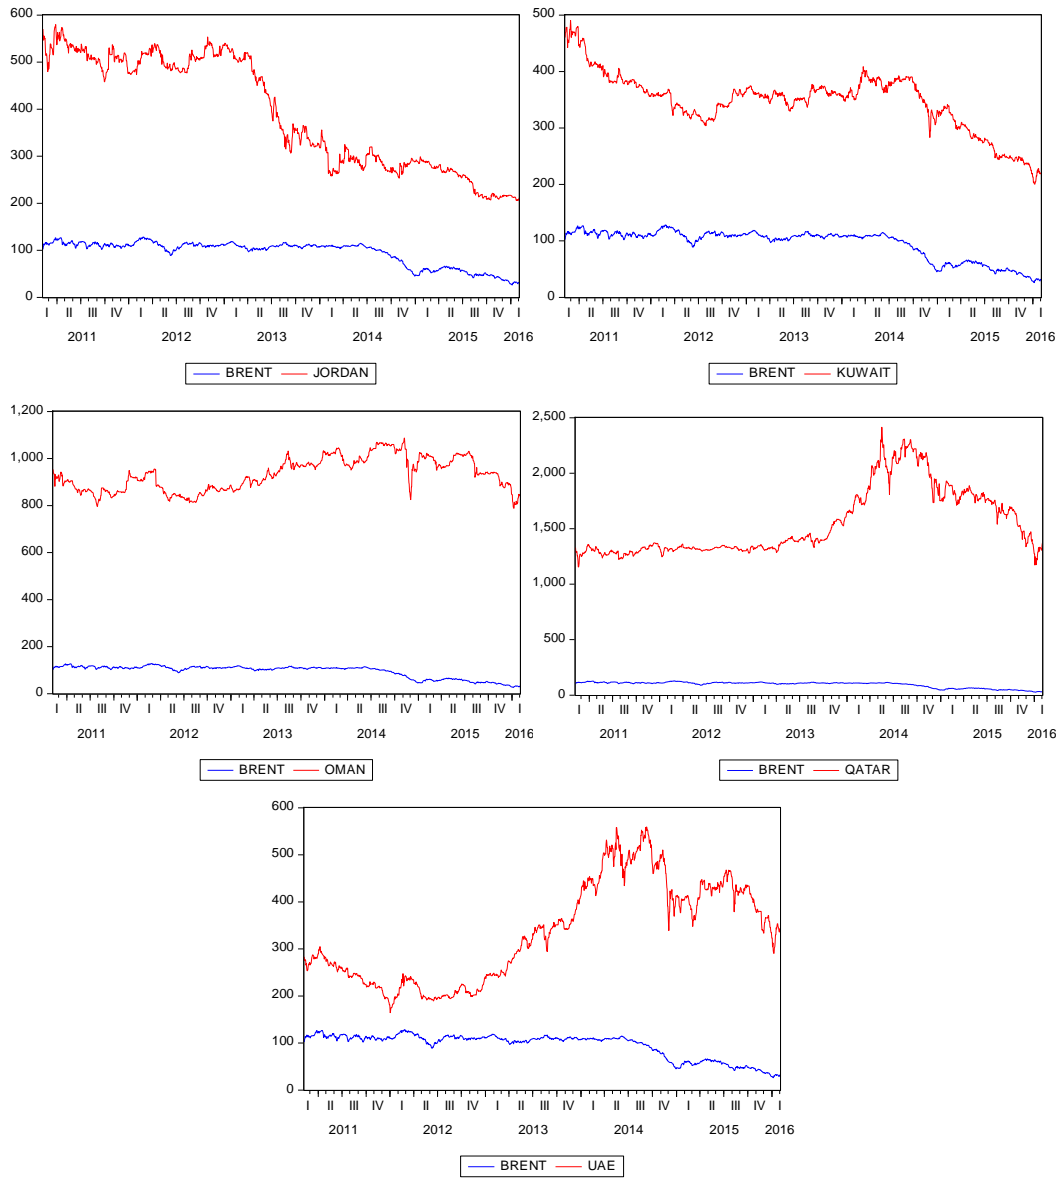 600
500
400
300
200
100
0
I II III IV I II III IV I II III IV I II III IV I II III IV I
2011 2012 2013 2014 2015 2016
BRENT JORDAN
500
400
300
200
100
0
I II III IV I II III IV I II III IV I II III IV I II III IV I
2011 2012 2013 2014 2015 2016
BRENT KUWAIT
1,200
1,000
800
600
400
200
0
I II III IV I II III IV I II III IV I II III IV I II III IV I
2011 2012 2013 2014 2015 2016
BRENT OMAN
2,500
2,000
1,500
1,000
500
0
I II III IV I II III IV I II III IV I II III IV I II III IV I
2011 2012 2013 2014 2015 2016
BRENT QATAR
600
500
400
300
200
100
0
I II III IV I II III IV I II III IV I II III IV I II III IV I
2011 2012 2013 2014 2015 2016
BRENT UAE